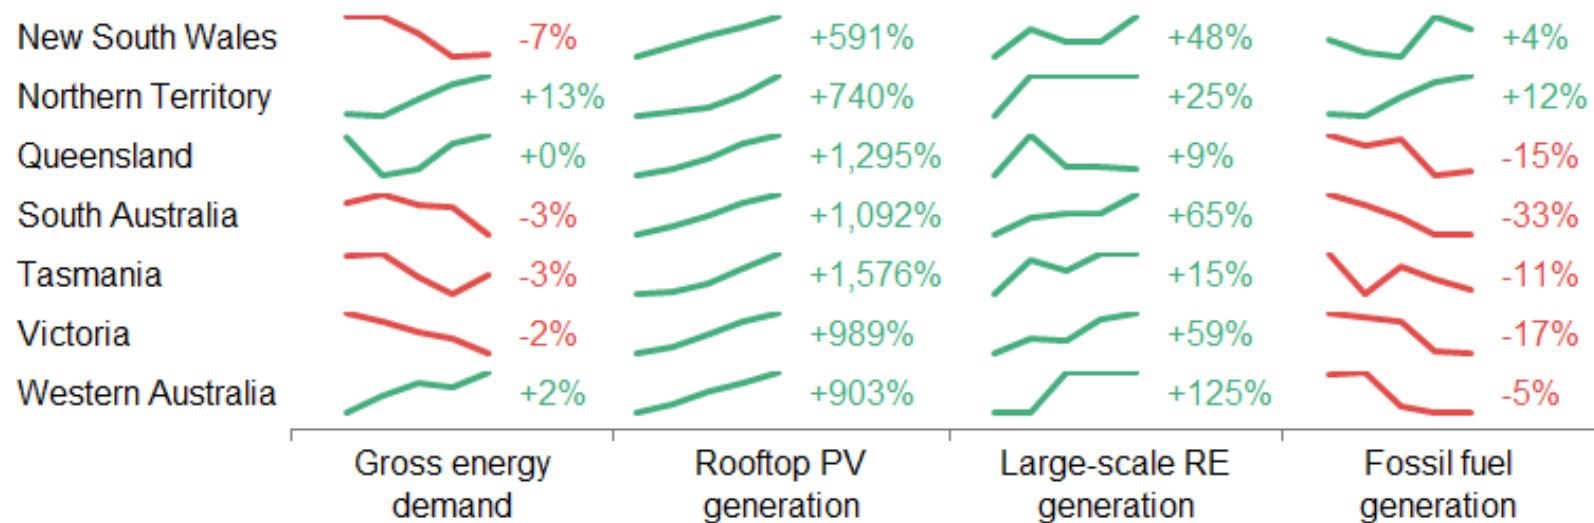 New South Wales -7% +591% +48% +4%
Northern Territory +13% +740% +25% +12%
Queensland +0% +1,295% +9% -15%
South Australia -3% +1,092% +65% -33%
Tasmania -3% +1,576% +15% -11%
Victoria -2% +989% +59% -17%
Western Australia +2% +903% +125% -5%
Gross energy Rooftop PV Large-scale RE Fossil fuel
demand generation generation generation